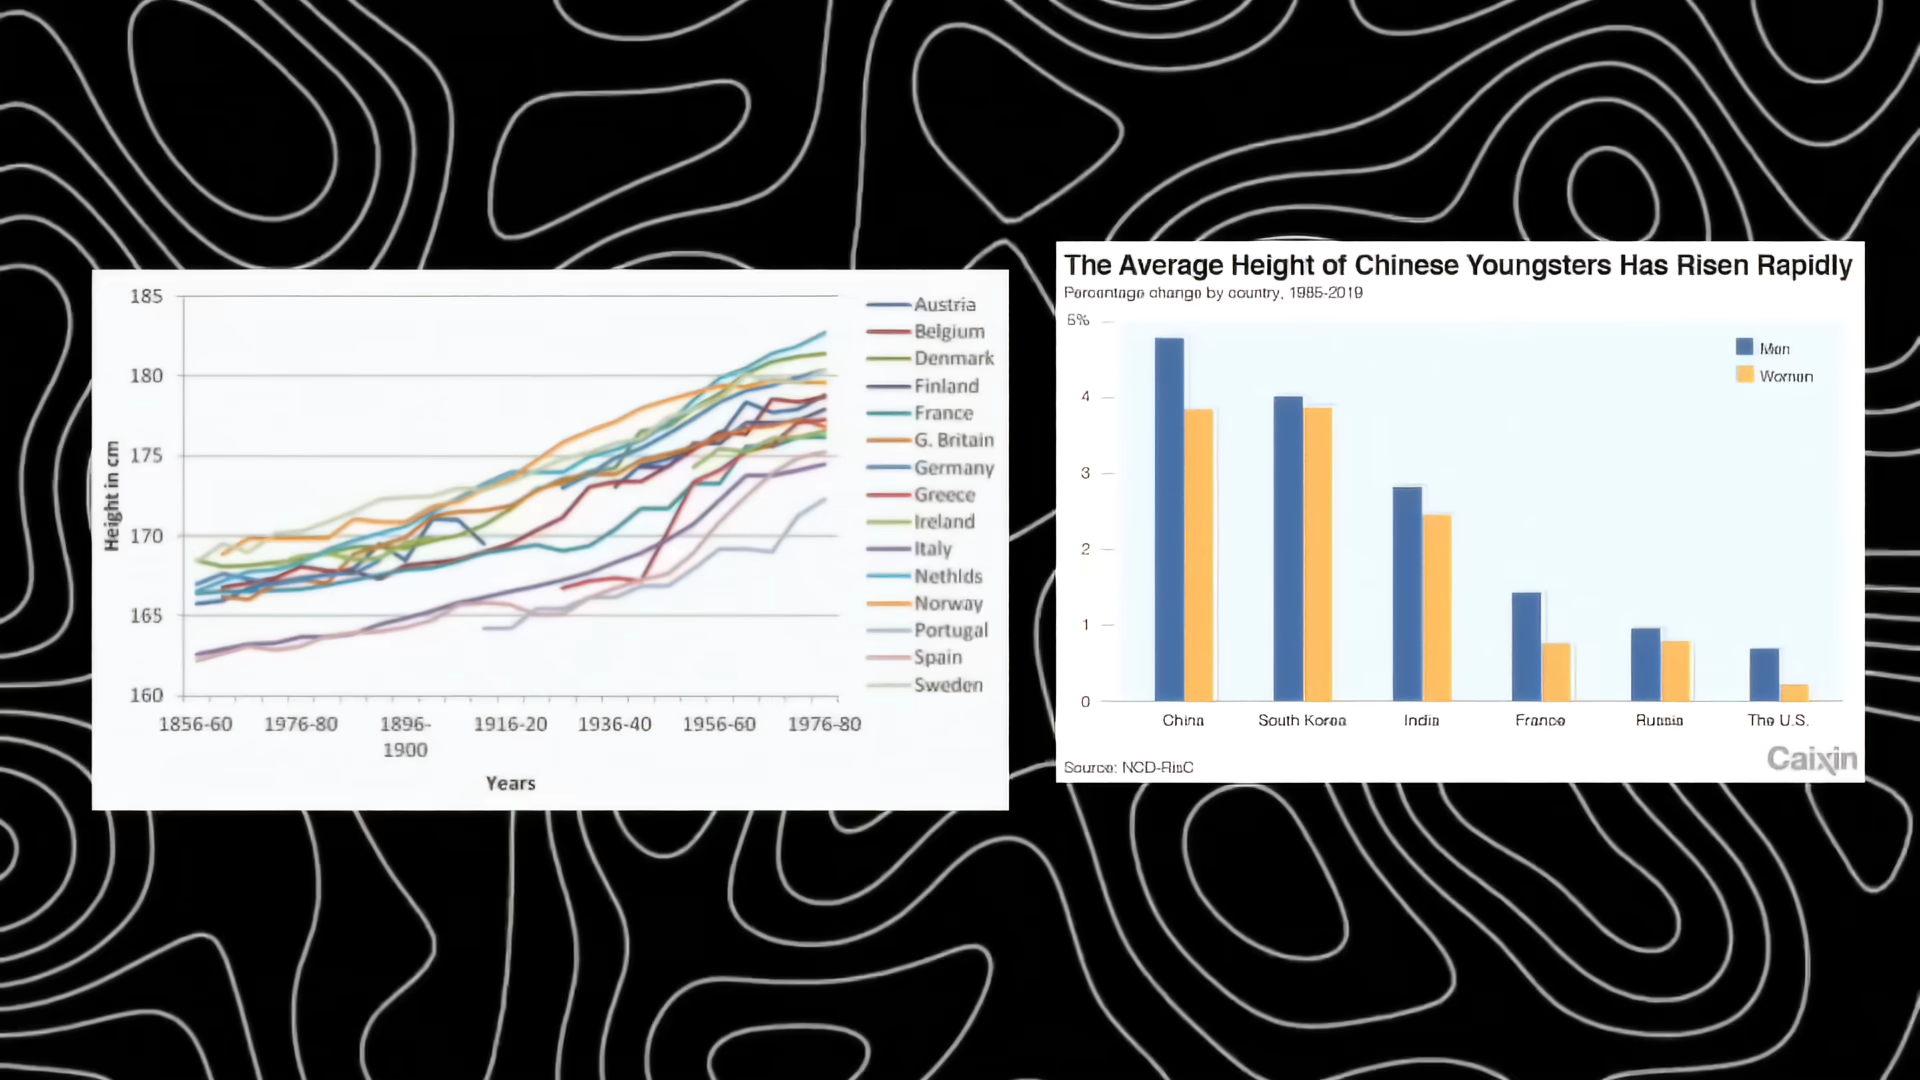 185
180
175
170
165
160
Height in cm
1856-60
1976-80
1896-
1900
1916-20
1936-40
1956-60
1976-80
Years
Austria
Belgium
Denmark
Finland
France
G. Britain
Germany
Greece
Ireland
Italy
Nethlds
Norway
Portugal
Spain
Sweden
The Average Height of Chinese Youngsters Has Risen Rapidly
Percentage change by country, 1985-2019
5%
4
3
2
1
0
Men
Women
China
South Korea
India
France
Russia
The U.S.
Source: NCD-RisC
Caixin